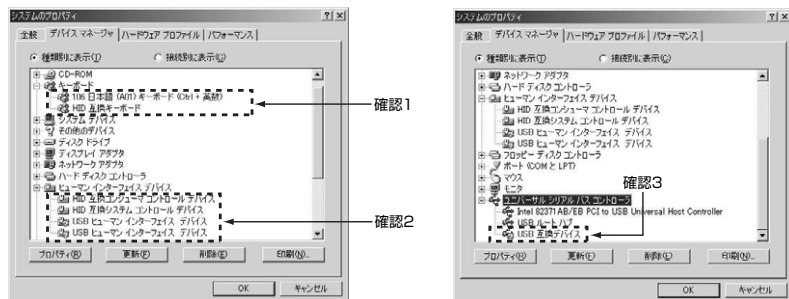 システムのプロパティ ? ×
全般 デバイス マネージャ ハードウェア プロファイル パフォーマンス
種類別に表示(T) 接続別に表示(C)
CD-ROM
キーボード
106 日本語 (A01) キーボード (Ctrl + 英数)
HID 互換キーボード
システム デバイス
その他のデバイス
ディスク ドライブ
ディスプレイ アダプタ
ネットワーク アダプタ
ハード ディスク コントローラ
ヒューマン インターフェイス デバイス
HID 互換コンシューマ コントロール デバイス
HID 互換システム コントロール デバイス
USB ヒューマン インターフェイス デバイス
USB ヒューマン インターフェイス デバイス
プロパティ(R) 更新(F) 削除(E) 印刷(N)...
OK キャンセル
確認1
確認2
システムのプロパティ ? ×
全般 デバイス マネージャ ハードウェア プロファイル パフォーマンス
種類別に表示(T) 接続別に表示(C)
ネットワーク アダプタ
ハード ディスク コントローラ
ヒューマン インターフェイス デバイス
HID 互換コンシューマ コントロール デバイス
HID 互換システム コントロール デバイス
USB ヒューマン インターフェイス デバイス
USB ヒューマン インターフェイス デバイス
フロッピー ディスク コントローラ
ポート (COM と LPT)
マウス
モニタ
ユニバーサル シリアル バス コントローラ
Intel 82371AB/EB PCI to USB Universal Host Controller
USB ルート ハブ
USB 互換デバイス
プロパティ(R) 更新(F) 削除(E) 印刷(N)...
OK キャンセル
確認3